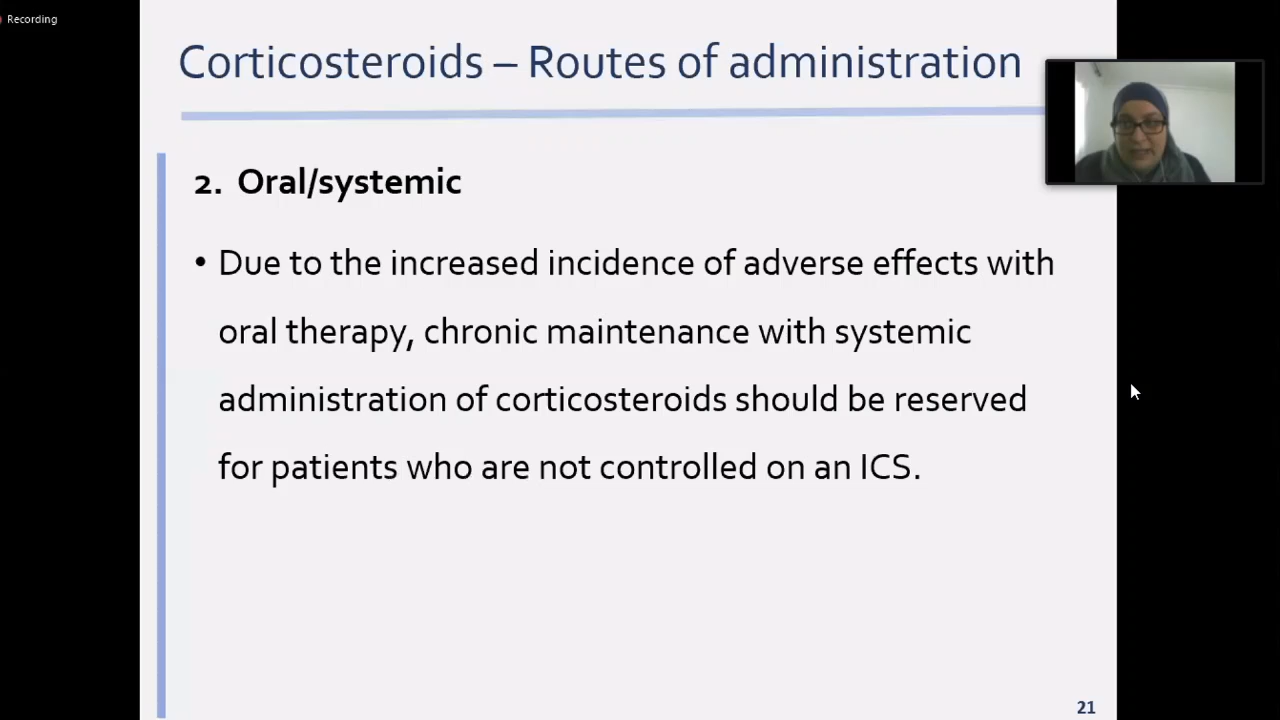 Recording
Corticosteroids – Routes of administration
2. Oral/systemic
• Due to the increased incidence of adverse effects with
oral therapy, chronic maintenance with systemic
administration of corticosteroids should be reserved
for patients who are not controlled on an ICS.
21